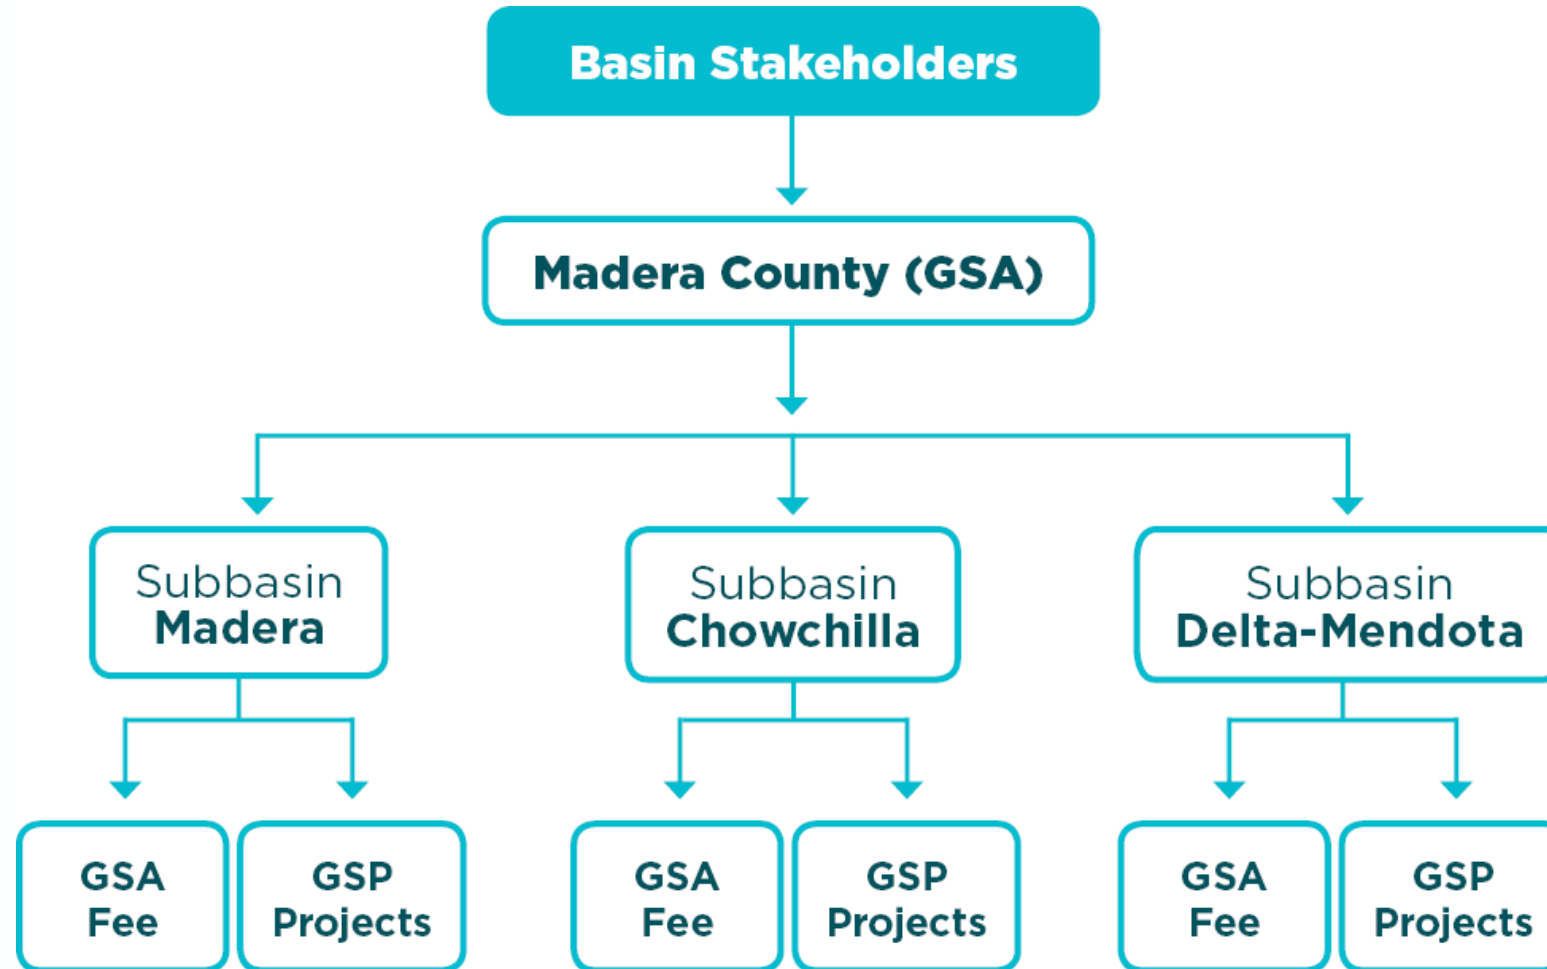 Basin Stakeholders
Madera County (GSA)
Subbasin
Madera
Subbasin
Chowchilla
Subbasin
Delta-Mendota
GSA
Fee
GSP
Projects
GSA
Fee
GSP
Projects
GSA
Fee
GSP
Projects